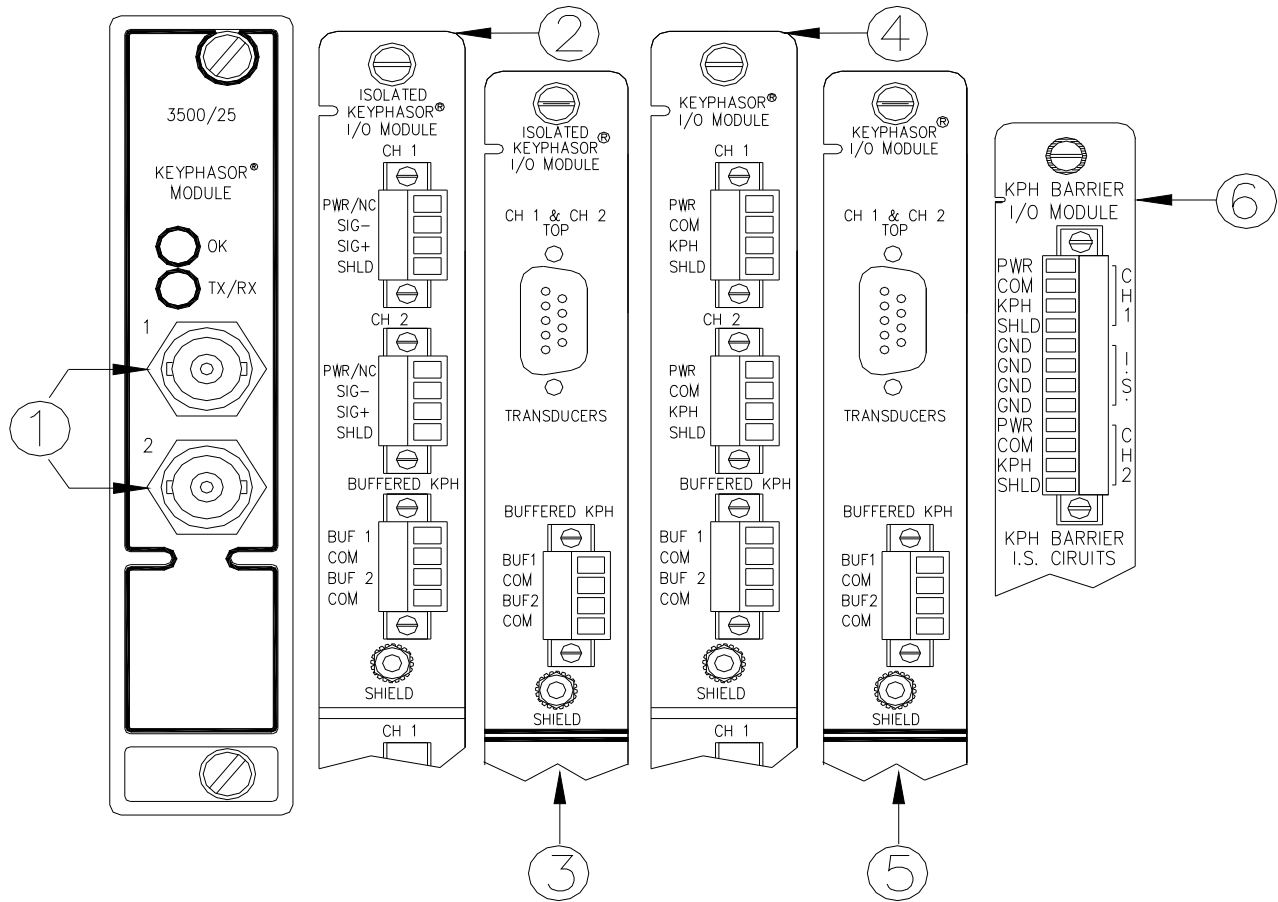 3500/25
KEYPHASOR®
MODULE
OK
TX/RX
1
2
1
2
ISOLATED
KEYPHASOR®
I/O MODULE
CH 1
PWR/NC
SIG-
SIG+
SHLD
CH 2
PWR/NC
SIG-
SIG+
SHLD
BUFFERED KPH
BUF 1
COM
BUF 2
COM
SHIELD
CH 1
ISOLATED
KEYPHASOR®
I/O MODULE
CH 1 & CH 2
TOP
TRANSDUCERS
BUFFERED KPH
BUF1
COM
BUF2
COM
SHIELD
3
4
KEYPHASOR®
I/O MODULE
CH 1
PWR
COM
KPH
SHLD
CH 2
PWR
COM
KPH
SHLD
BUFFERED KPH
BUF 1
COM
BUF 2
COM
SHIELD
CH 1
KEYPHASOR®
I/O MODULE
CH 1 & CH 2
TOP
TRANSDUCERS
BUFFERED KPH
BUF1
COM
BUF2
COM
SHIELD
5
6
KPH BARRIER
I/O MODULE
PWR
COM
KPH
SHLD
GND
GND
GND
GND
PWR
COM
KPH
SHLD
CH1
I.S.
CH2
KPH BARRIER
I.S. CIRUITS